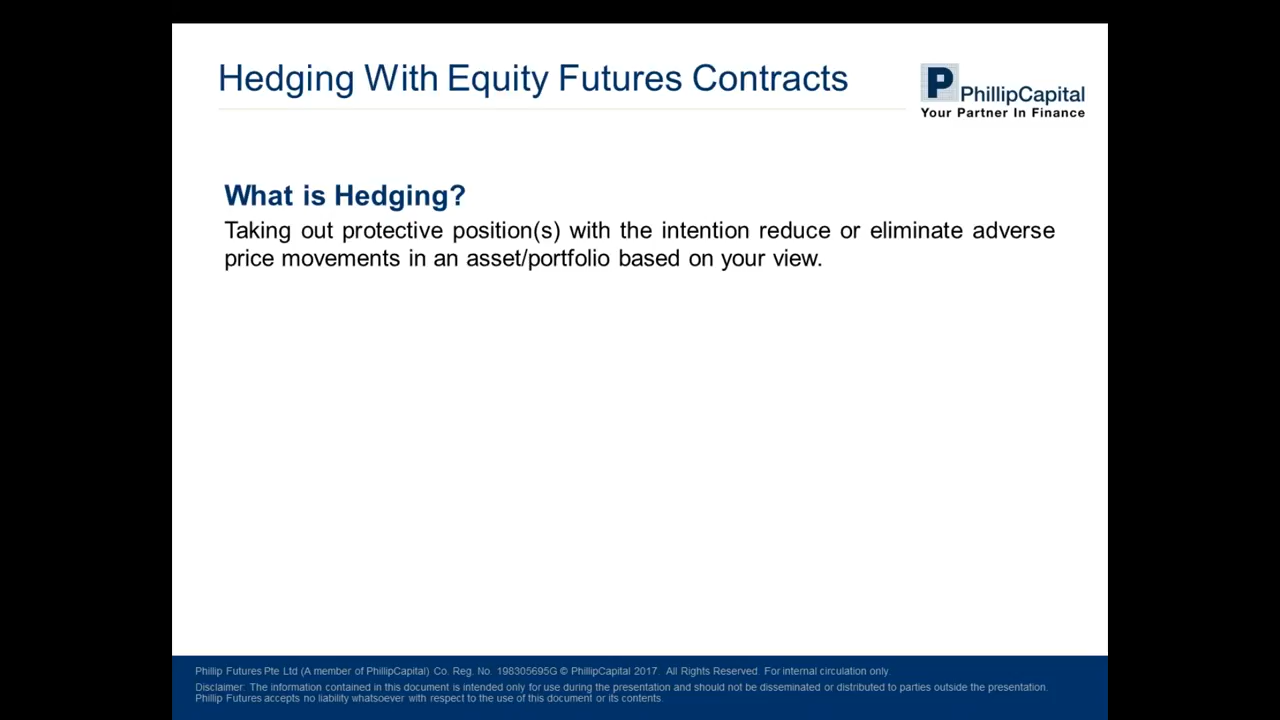 Hedging With Equity Futures Contracts
P PhillipCapital
Your Partner In Finance
What is Hedging?
Taking out protective position(s) with the intention reduce or eliminate adverse
price movements in an asset/portfolio based on your view.
Phillip Futures Pte Ltd (A member of PhillipCapital) Co. Reg. No. 198305695G © PhillipCapital 2017. All Rights Reserved. For internal circulation only.
Disclaimer: The information contained in this document is intended only for use during the presentation and should not be disseminated or distributed to parties outside the presentation.
Phillip Futures accepts no liability whatsoever with respect to the use of this document or its contents